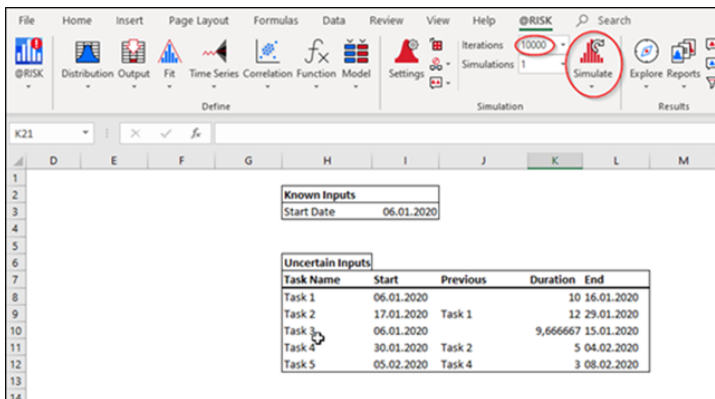 File Home Insert Page Layout Formulas Data Review View Help @RISK Search
Iterations 10000
Simulations 1
@RISK Distribution Output Fit Time Series Correlation Function Model Settings Simulate Explore Reports
Define Simulation Results
K21 fx
D E F G H I J K L M
1
2 Known Inputs
3 Start Date 06.01.2020
4
5
6 Uncertain Inputs
7 Task Name Start Previous Duration End
8 Task 1 06.01.2020 10 16.01.2020
9 Task 2 17.01.2020 Task 1 12 29.01.2020
10 Task 3 06.01.2020 9,666667 15.01.2020
11 Task 4 30.01.2020 Task 2 5 04.02.2020
12 Task 5 05.02.2020 Task 4 3 08.02.2020
13
14